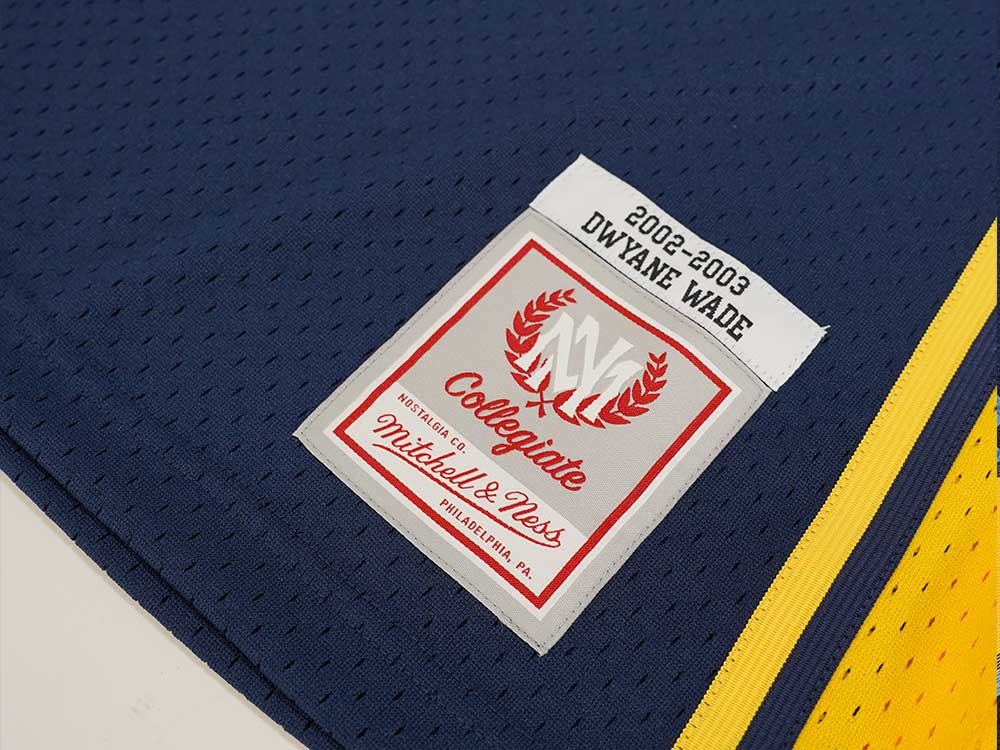 2002-2003
DWYANE WADE
Collegiate
NOSTALGIA CO.
Mitchell & Ness
PHILADELPHIA, PA.